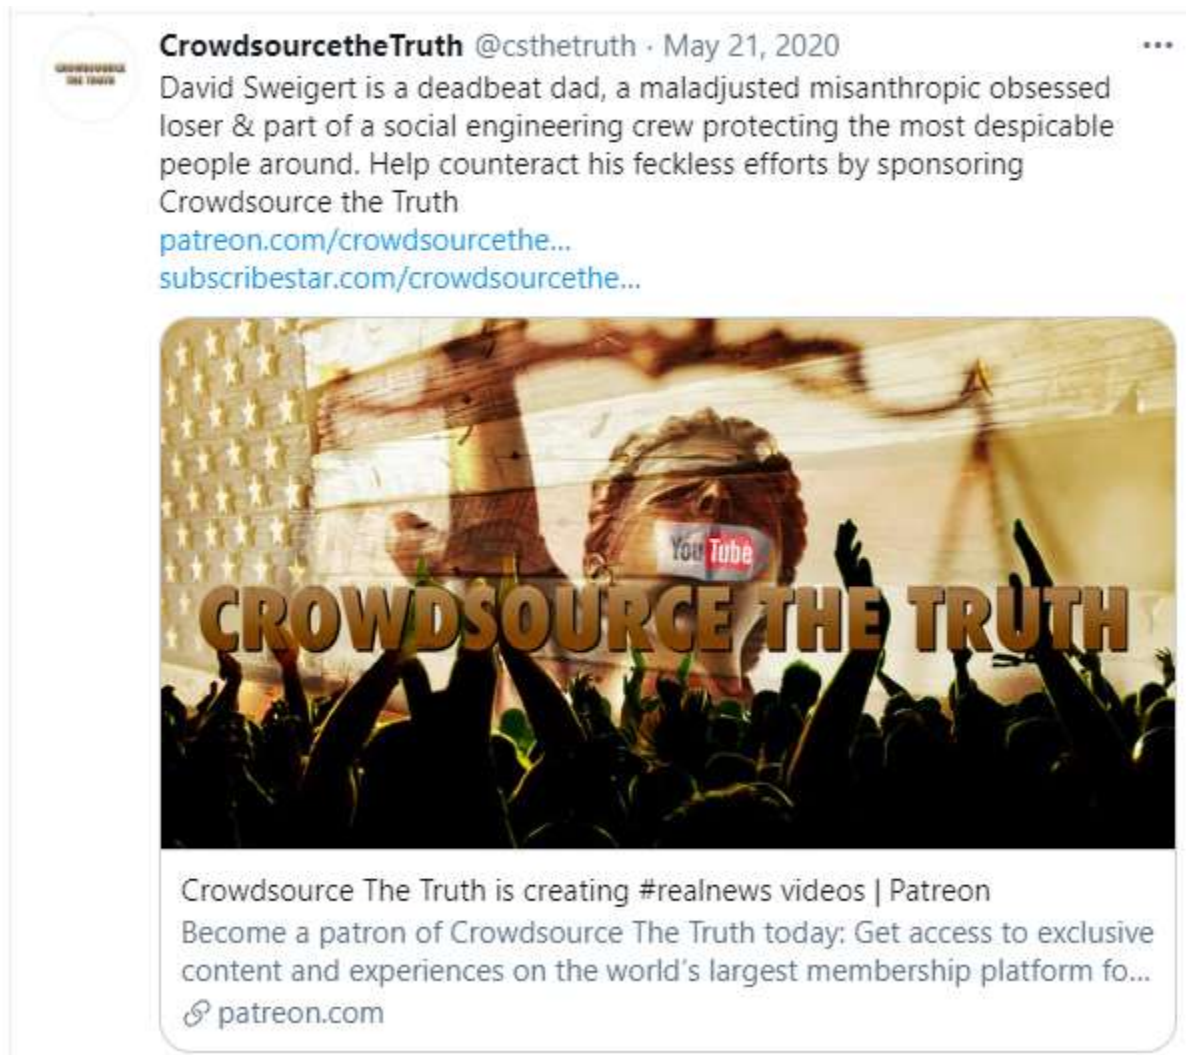 CrowdsourcetheTruth @csthetruth · May 21, 2020
CROWDSOURCE
THE TRUTH
David Sweigert is a deadbeat dad, a maladjusted misanthropic obsessed
loser & part of a social engineering crew protecting the most despicable
people around. Help counteract his feckless efforts by sponsoring
Crowdsource the Truth
patreon.com/crowdsourcethe...
subscribestar.com/crowdsourcethe...
YouTube
CROWDSOURCE THE TRUTH
Crowdsource The Truth is creating #realnews videos | Patreon
Become a patron of Crowdsource The Truth today: Get access to exclusive
content and experiences on the world's largest membership platform fo...
patreon.com